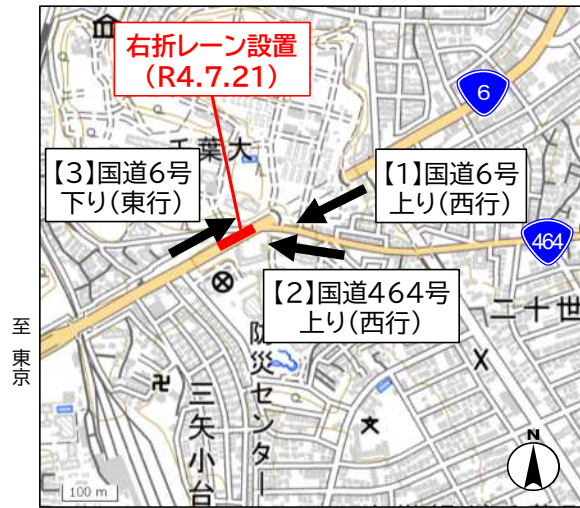 右折レーン設置
(R4.7.21)
6
千葉大
【3】国道6号
下り(東行)
【1】国道6号
上り(西行)
464
【2】国道464号
上り(西行)
二十世
至 東京
防災センター
三矢小台
N
100 m